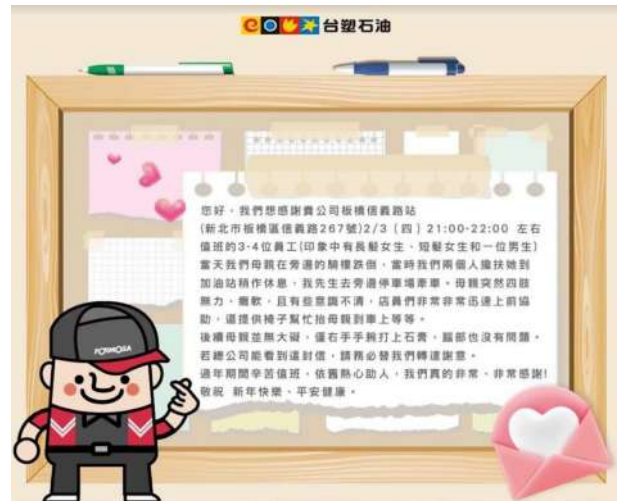 台塑石油
您好，我們想感謝貴公司板橋信義路站
(新北市板橋區信義路267號)2/3 (四) 21:00-22:00 左右
值班的3-4位員工(印象中有長髮女生、短髮女生和一位男生)
當天我們母親在旁邊的騎樓跌倒，當時我們兩個人攙扶她到
加油站稍作休息，我先生去旁邊停車場牽車。母親突然四肢
無力、癱軟，且有些意識不清，店員們非常非常迅速上前協
助，還提供椅子幫忙抬母親到車上等等。
後續母親並無大礙，僅右手手腕打上石膏，腦部也沒有問題。
若總公司能看到這封信，請務必替我們轉達謝意。
過年期間辛苦值班，依舊熱心助人，我們真的非常、非常感謝!
敬祝 新年快樂、平安健康。
FORMOSA